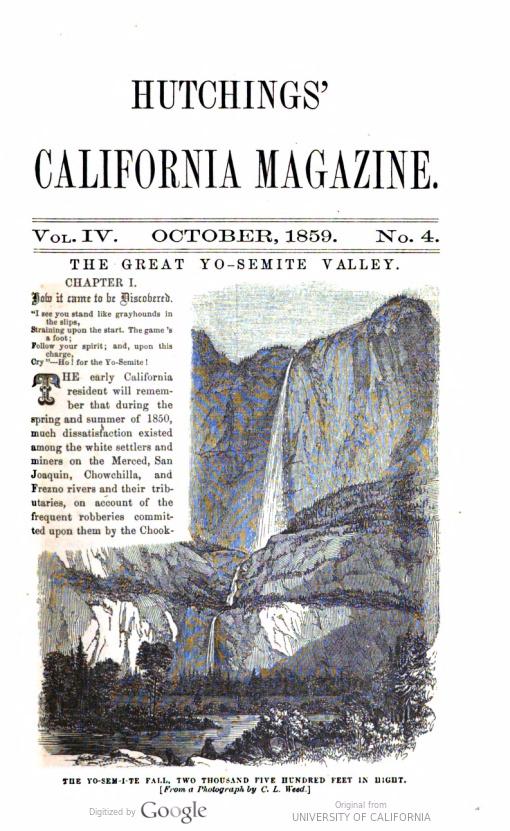 HUTCHINGS'
CALIFORNIA MAGAZINE.
VOL. IV. OCTOBER, 1859. No. 4.
THE GREAT YO-SEMITE VALLEY.
CHAPTER I.
How it came to be Discovered.
"I see you stand like grayhounds in
the slips,
Straining upon the start. The game 's
a foot;
Follow your spirit; and, upon this
charge,
Cry "—Ho! for the Yo-Semite!
THE early California
resident will remem-
ber that during the
spring and summer of 1850,
much dissatisfaction existed
among the white settlers and
miners on the Merced, San
Joaquin, Chowchilla, and
Frezno rivers and their trib-
utaries, on account of the
frequent robberies commit-
ted upon them by the Chook-
THE YO-SEM-I-TE FALL, TWO THOUSAND FIVE HUNDRED FEET IN HIGHT.
[From a Photograph by C. L. Weed.]
Digitized by Google
Original from
UNIVERSITY OF CALIFORNIA